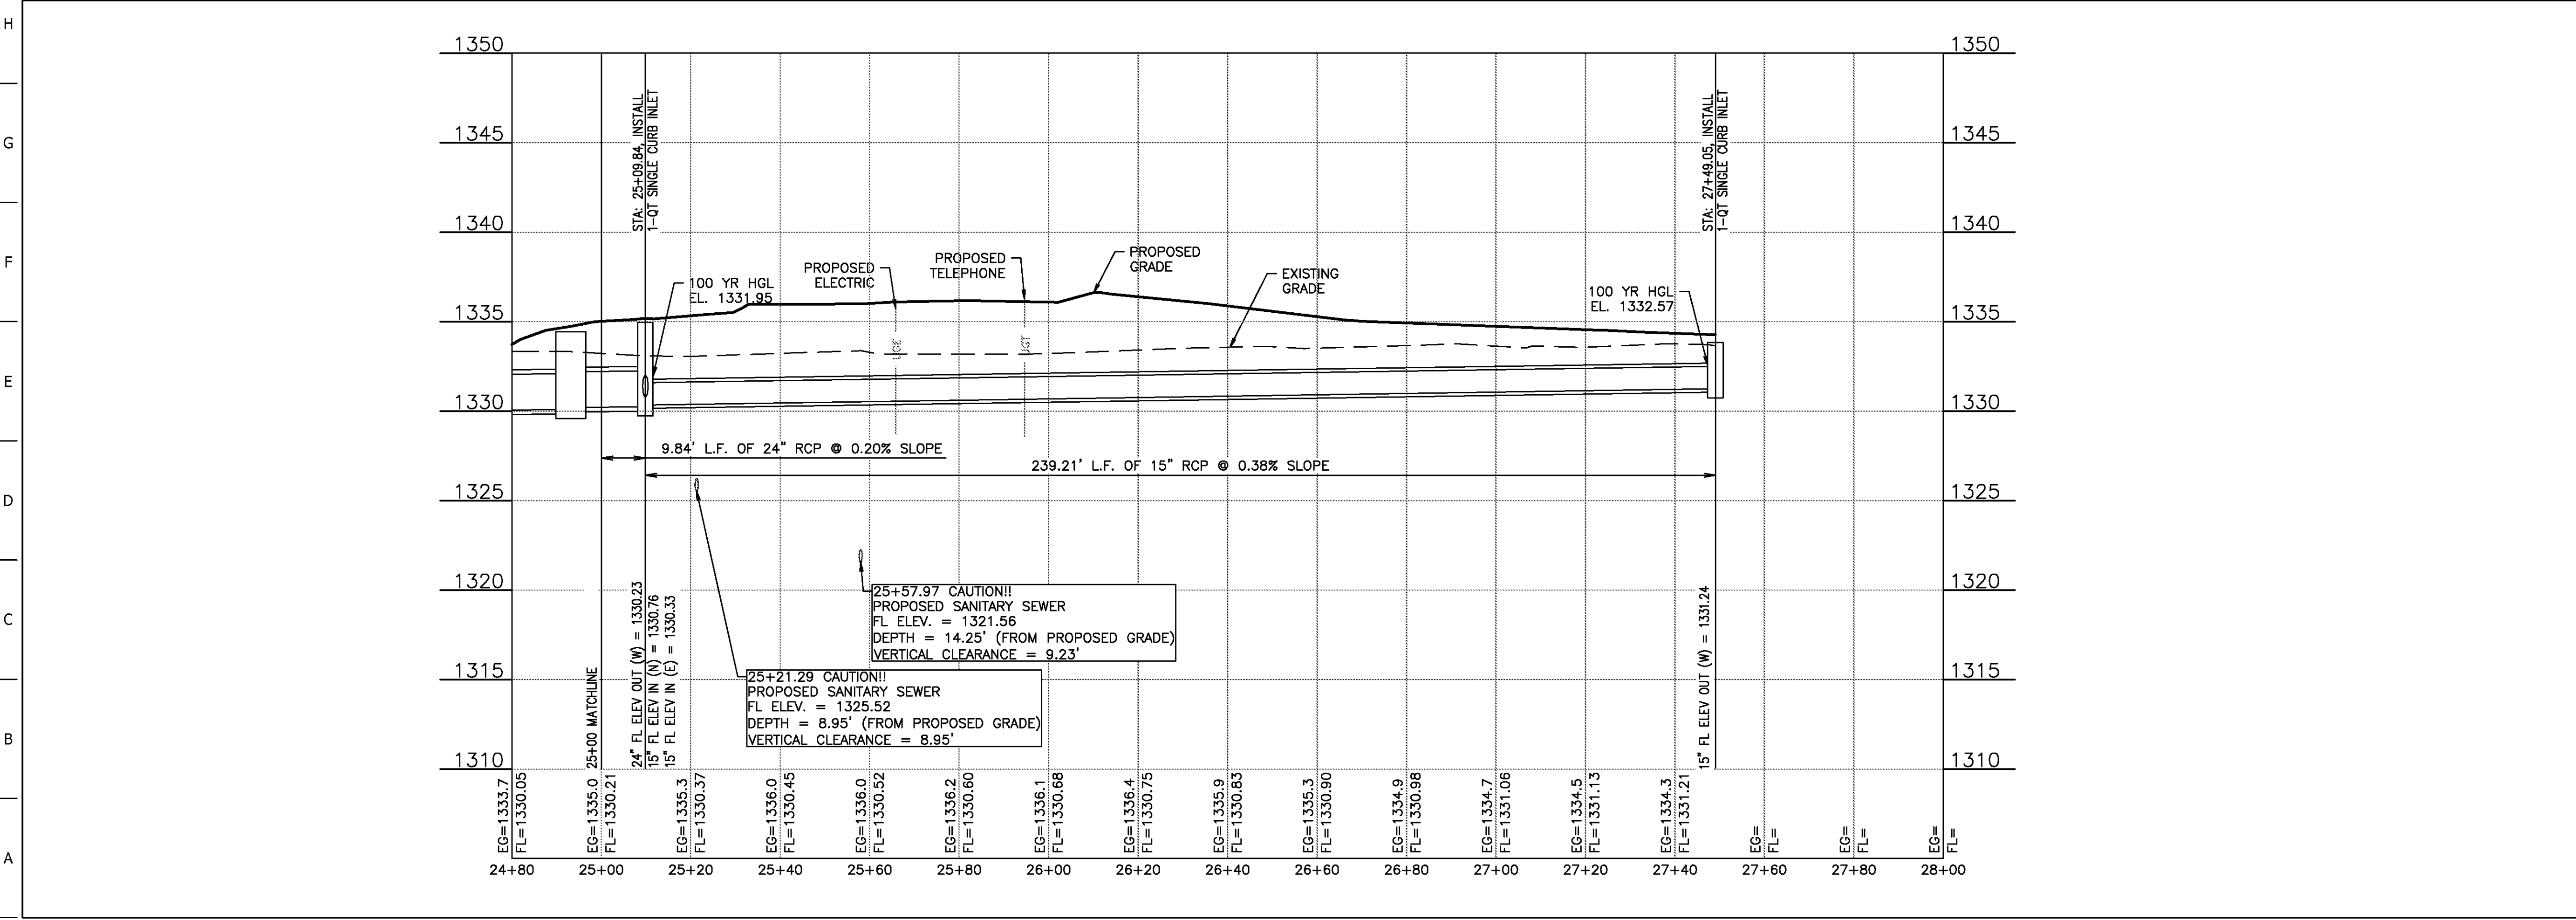 H
G
F
E
D
C
B
A
1350
1345
1340
1335
1330
1325
1320
1315
1310
1350
1345
1340
1335
1330
1325
1320
1315
1310
STA: 25+09.84, INSTALL
1-QT SINGLE CURB INLET
STA: 27+49.05, INSTALL
1-QT SINGLE CURB INLET
100 YR HGL
EL. 1331.95
PROPOSED
ELECTRIC
PROPOSED
TELEPHONE
PROPOSED
GRADE
EXISTING
GRADE
100 YR HGL
EL. 1332.57
UGE
UGT
9.84' L.F. OF 24" RCP @ 0.20% SLOPE
239.21' L.F. OF 15" RCP @ 0.38% SLOPE
25+57.97 CAUTION!!
PROPOSED SANITARY SEWER
FL ELEV. = 1321.56
DEPTH = 14.25' (FROM PROPOSED GRADE)
VERTICAL CLEARANCE = 9.23'
25+21.29 CAUTION!!
PROPOSED SANITARY SEWER
FL ELEV. = 1325.52
DEPTH = 8.95' (FROM PROPOSED GRADE)
VERTICAL CLEARANCE = 8.95'
25+00 MATCHLINE
24" FL ELEV OUT (W) = 1330.23
15" FL ELEV IN (N) = 1330.76
15" FL ELEV IN (E) = 1330.33
15" FL ELEV OUT (W) = 1331.24
EG=1333.7
FL=1330.05
EG=1335.0
FL=1330.21
EG=1335.3
FL=1330.37
EG=1336.0
FL=1330.45
EG=1336.0
FL=1330.52
EG=1336.2
FL=1330.60
EG=1336.1
FL=1330.68
EG=1336.4
FL=1330.75
EG=1335.9
FL=1330.83
EG=1335.3
FL=1330.90
EG=1334.9
FL=1330.98
EG=1334.7
FL=1331.06
EG=1334.5
FL=1331.13
EG=1334.3
FL=1331.21
EG=
FL=
EG=
FL=
EG=
FL=
24+80
25+00
25+20
25+40
25+60
25+80
26+00
26+20
26+40
26+60
26+80
27+00
27+20
27+40
27+60
27+80
28+00